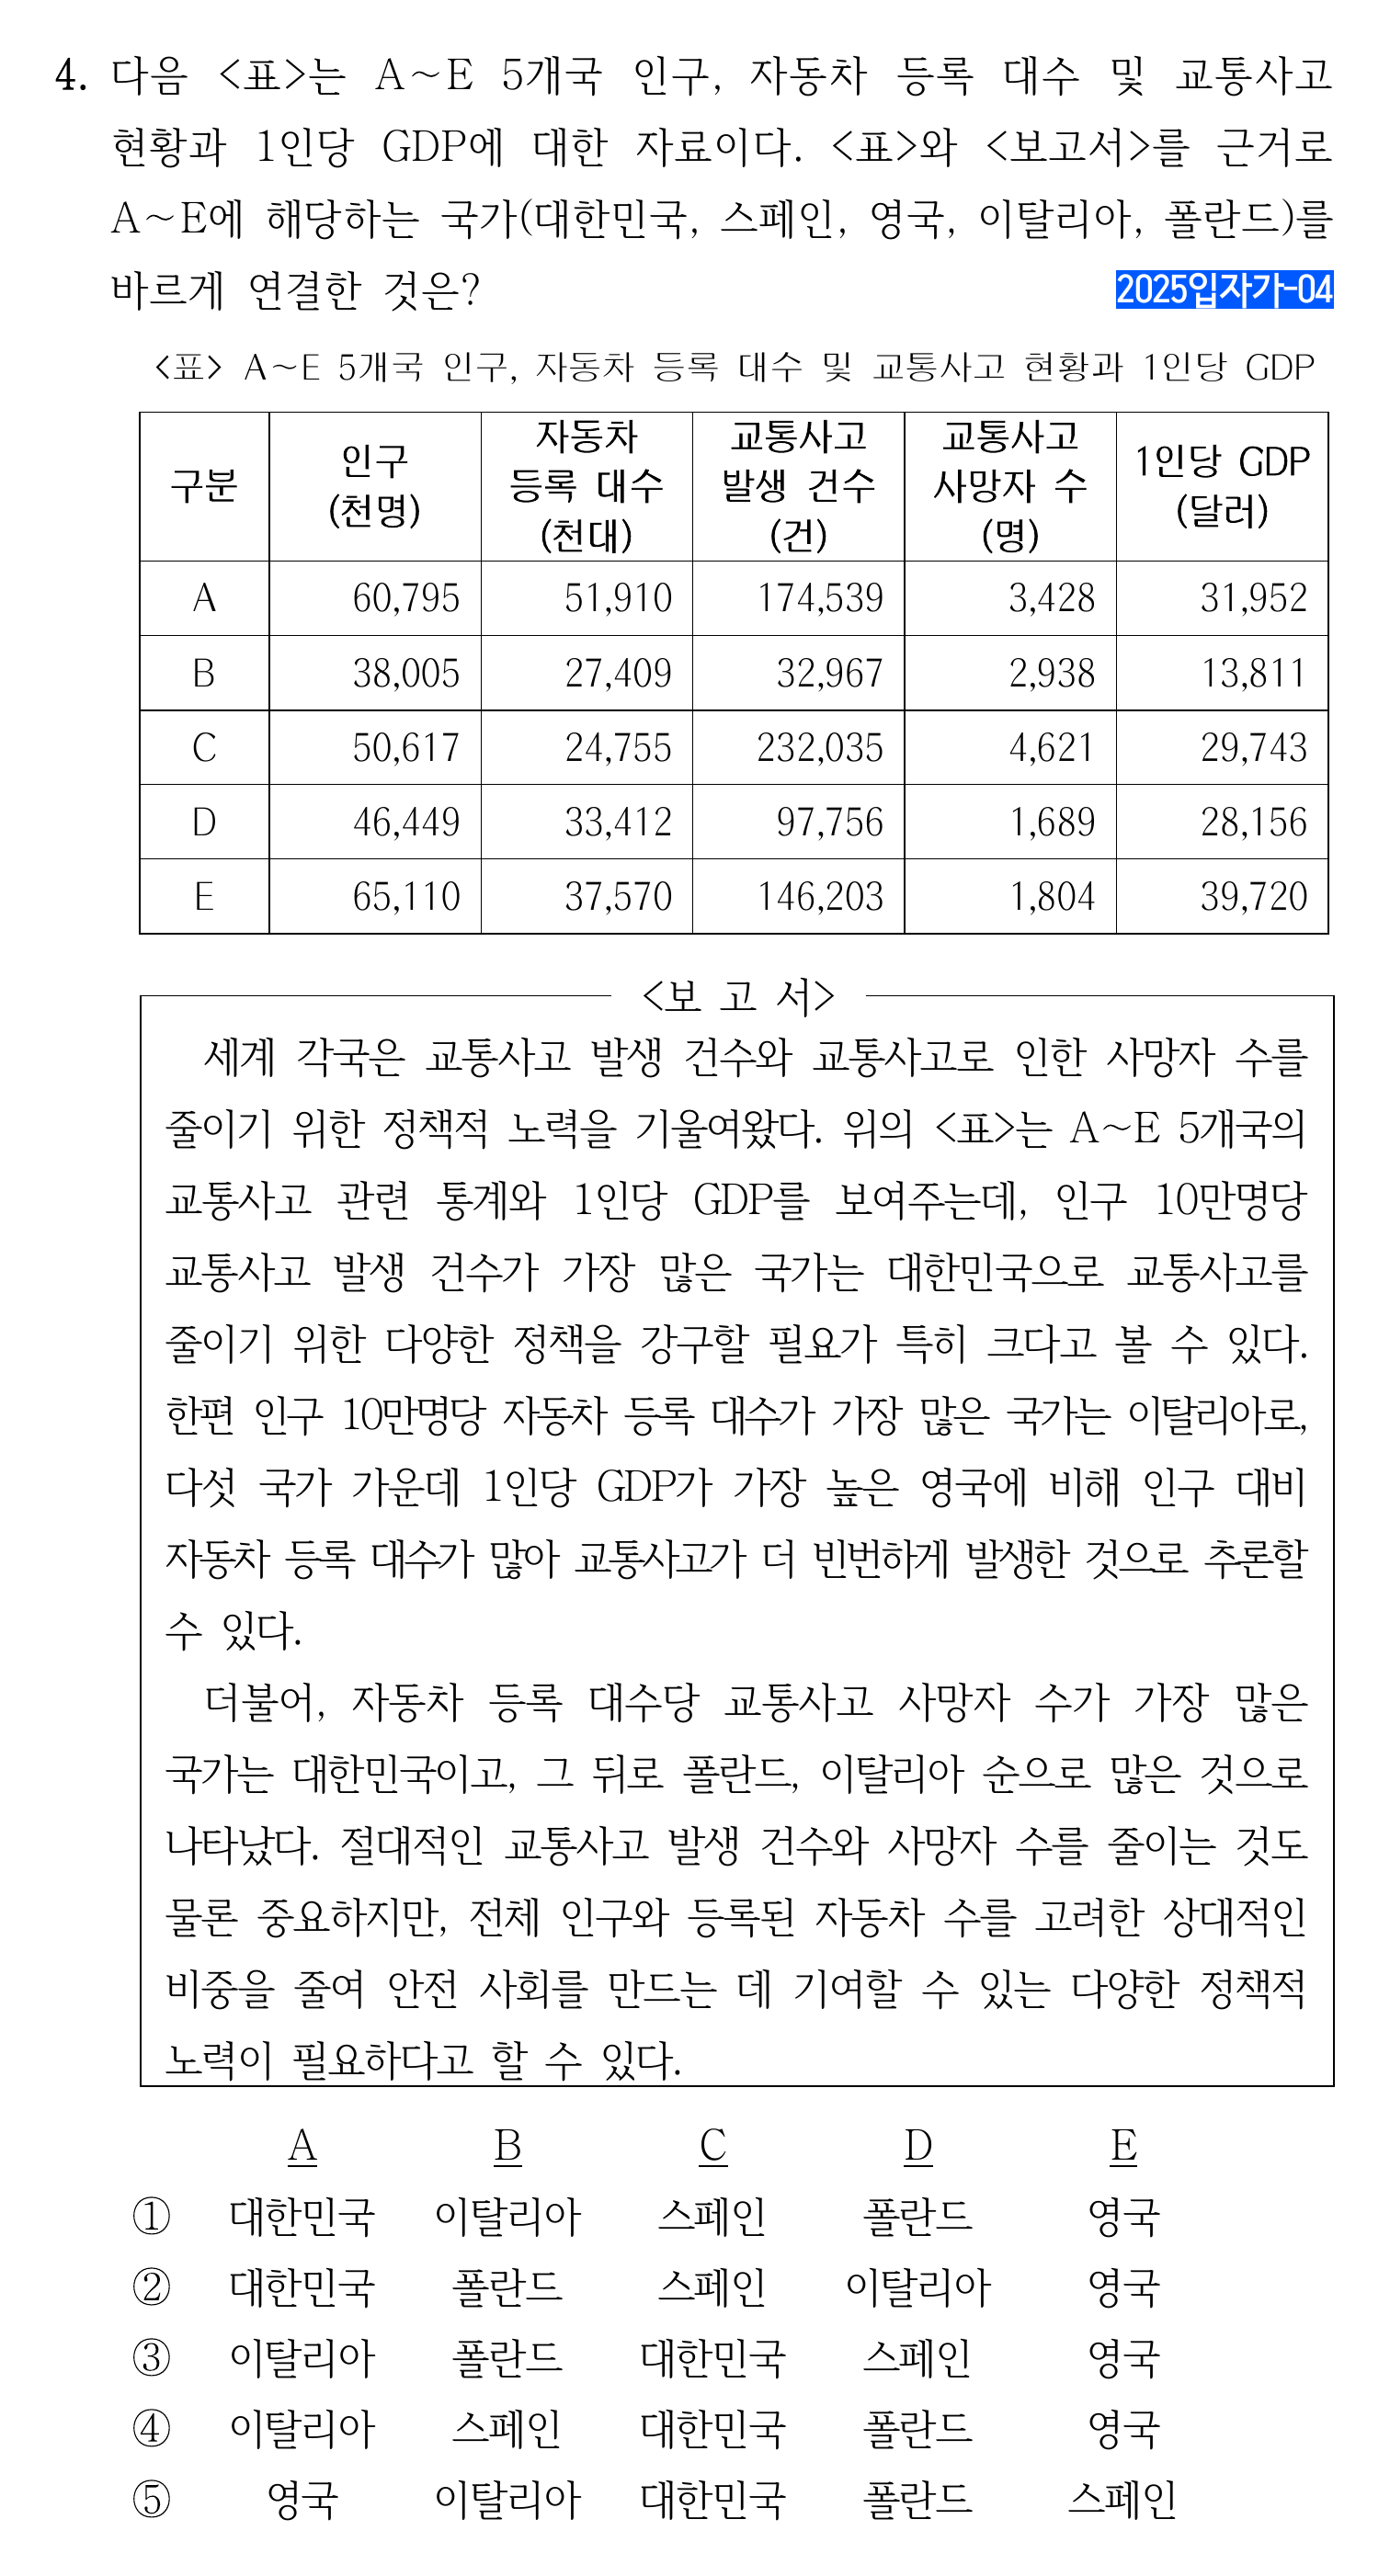 4. 다음 <표>는 A~E 5개국 인구, 자동차 등록 대수 및 교통사고
현황과 1인당 GDP에 대한 자료이다. <표>와 <보고서>를 근거로
A~E에 해당하는 국가(대한민국, 스페인, 영국, 이탈리아, 폴란드)를
바르게 연결한 것은? 2025입자가-04
<표> A~E 5개국 인구, 자동차 등록 대수 및 교통사고 현황과 1인당 GDP
구분 인구 (천명) 자동차 등록 대수 (천대) 교통사고 발생 건수 (건) 교통사고 사망자 수 (명) 1인당 GDP (달러)
A 60,795 51,910 174,539 3,428 31,952
B 38,005 27,409 32,967 2,938 13,811
C 50,617 24,755 232,035 4,621 29,743
D 46,449 33,412 97,756 1,689 28,156
E 65,110 37,570 146,203 1,804 39,720
<보 고 서>
세계 각국은 교통사고 발생 건수와 교통사고로 인한 사망자 수를
줄이기 위한 정책적 노력을 기울여왔다. 위의 <표>는 A~E 5개국의
교통사고 관련 통계와 1인당 GDP를 보여주는데, 인구 10만명당
교통사고 발생 건수가 가장 많은 국가는 대한민국으로 교통사고를
줄이기 위한 다양한 정책을 강구할 필요가 특히 크다고 볼 수 있다.
한편 인구 10만명당 자동차 등록 대수가 가장 많은 국가는 이탈리아로,
다섯 국가 가운데 1인당 GDP가 가장 높은 영국에 비해 인구 대비
자동차 등록 대수가 많아 교통사고가 더 빈번하게 발생한 것으로 추론할
수 있다.
더불어, 자동차 등록 대수당 교통사고 사망자 수가 가장 많은
국가는 대한민국이고, 그 뒤로 폴란드, 이탈리아 순으로 많은 것으로
나타났다. 절대적인 교통사고 발생 건수와 사망자 수를 줄이는 것도
물론 중요하지만, 전체 인구와 등록된 자동차 수를 고려한 상대적인
비중을 줄여 안전 사회를 만드는 데 기여할 수 있는 다양한 정책적
노력이 필요하다고 할 수 있다.
A B C D E
① 대한민국 이탈리아 스페인 폴란드 영국
② 대한민국 폴란드 스페인 이탈리아 영국
③ 이탈리아 폴란드 대한민국 스페인 영국
④ 이탈리아 스페인 대한민국 폴란드 영국
⑤ 영국 이탈리아 대한민국 폴란드 스페인